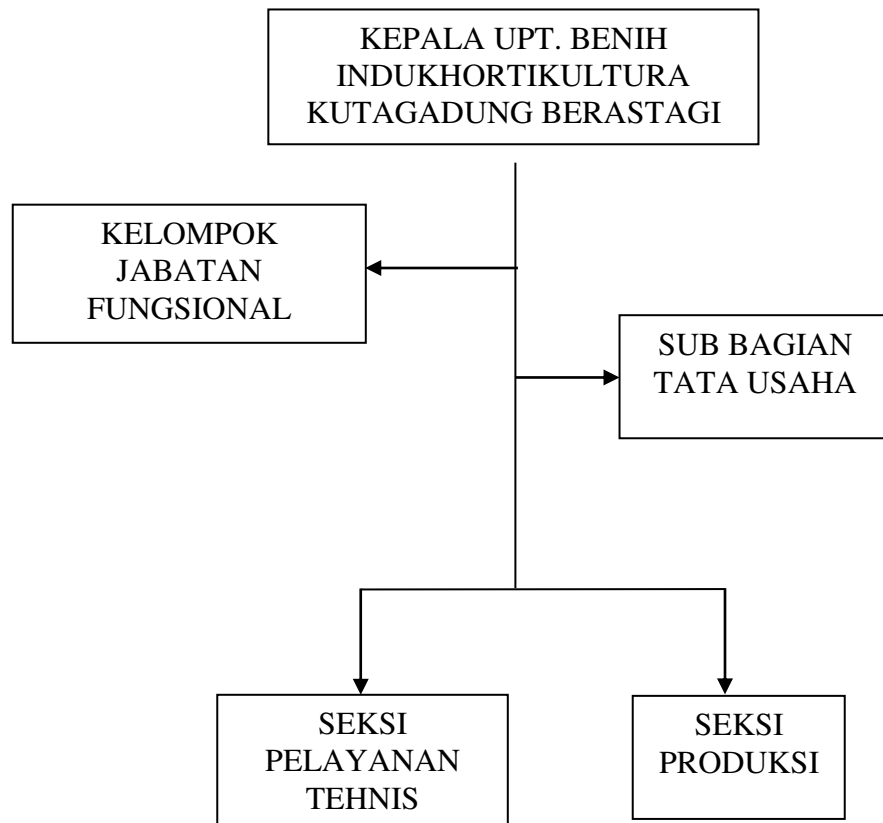 KEPALA UPT. BENIH
INDUKHORTIKULTURA
KUTAGADUNG BERASTAGI
KELOMPOK
JABATAN
FUNGSIONAL
SUB BAGIAN
TATA USAHA
SEKSI
PELAYANAN
TEHNIS
SEKSI
PRODUKSI